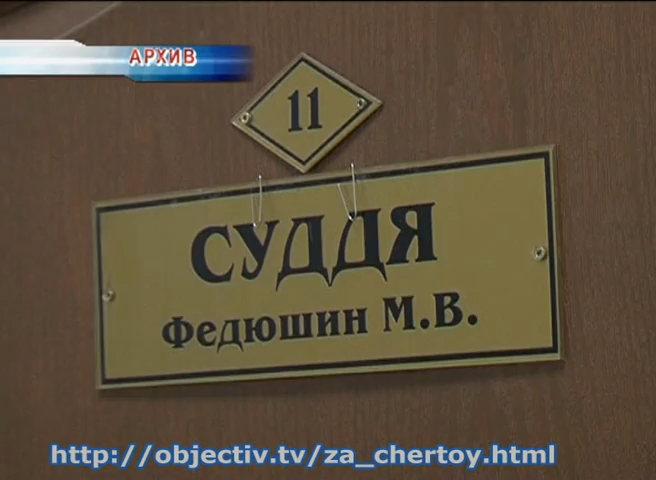 АРХИВ
11
СУДДЯ
Федюшин М.В.
http://objectiv.tv/za_chertoy.html